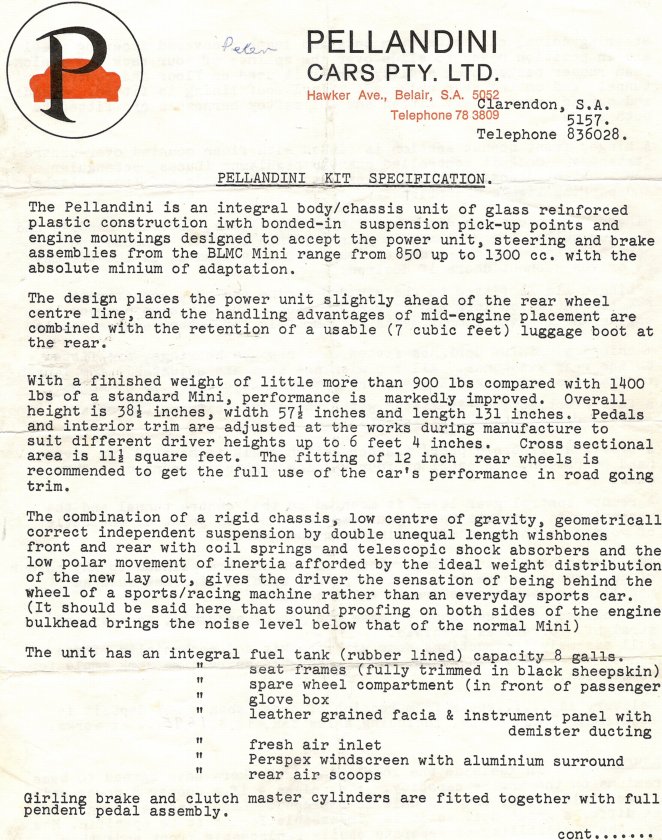 P
Peter
PELLANDINI
CARS PTY. LTD.
Hawker Ave., Belair, S.A. 5052
Telephone 78 3809
Clarendon, S.A.
5157.
Telephone 836028.
PELLANDINI KIT SPECIFICATION.
The Pellandini is an integral body/chassis unit of glass reinforced
plastic construction iwth bonded-in suspension pick-up points and
engine mountings designed to accept the power unit, steering and brake
assemblies from the BLMC Mini range from 850 up to 1300 cc. with the
absolute minium of adaptation.
The design places the power unit slightly ahead of the rear wheel
centre line, and the handling advantages of mid-engine placement are
combined with the retention of a usable (7 cubic feet) luggage boot at
the rear.
With a finished weight of little more than 900 lbs compared with 1400
lbs of a standard Mini, performance is markedly improved. Overall
height is 38½ inches, width 57½ inches and length 131 inches. Pedals
and interior trim are adjusted at the works during manufacture to
suit different driver heights up to 6 feet 4 inches. Cross sectional
area is 11½ square feet. The fitting of 12 inch rear wheels is
recommended to get the full use of the car's performance in road going
trim.
The combination of a rigid chassis, low centre of gravity, geometricall
correct independent suspension by double unequal length wishbones
front and rear with coil springs and telescopic shock absorbers and the
low polar movement of inertia afforded by the ideal weight distribution
of the new lay out, gives the driver the sensation of being behind the
wheel of a sports/racing machine rather than an everyday sports car.
(It should be said here that sound proofing on both sides of the engine
bulkhead brings the noise level below that of the normal Mini)
The unit has an integral fuel tank (rubber lined) capacity 8 galls.
" seat frames (fully trimmed in black sheepskin)
" spare wheel compartment (in front of passenger
" glove box
" leather grained facia & instrument panel with
demister ducting
" fresh air inlet
" Perspex windscreen with aluminium surround
" rear air scoops
Girling brake and clutch master cylinders are fitted together with full
pendent pedal assembly.
cont.......